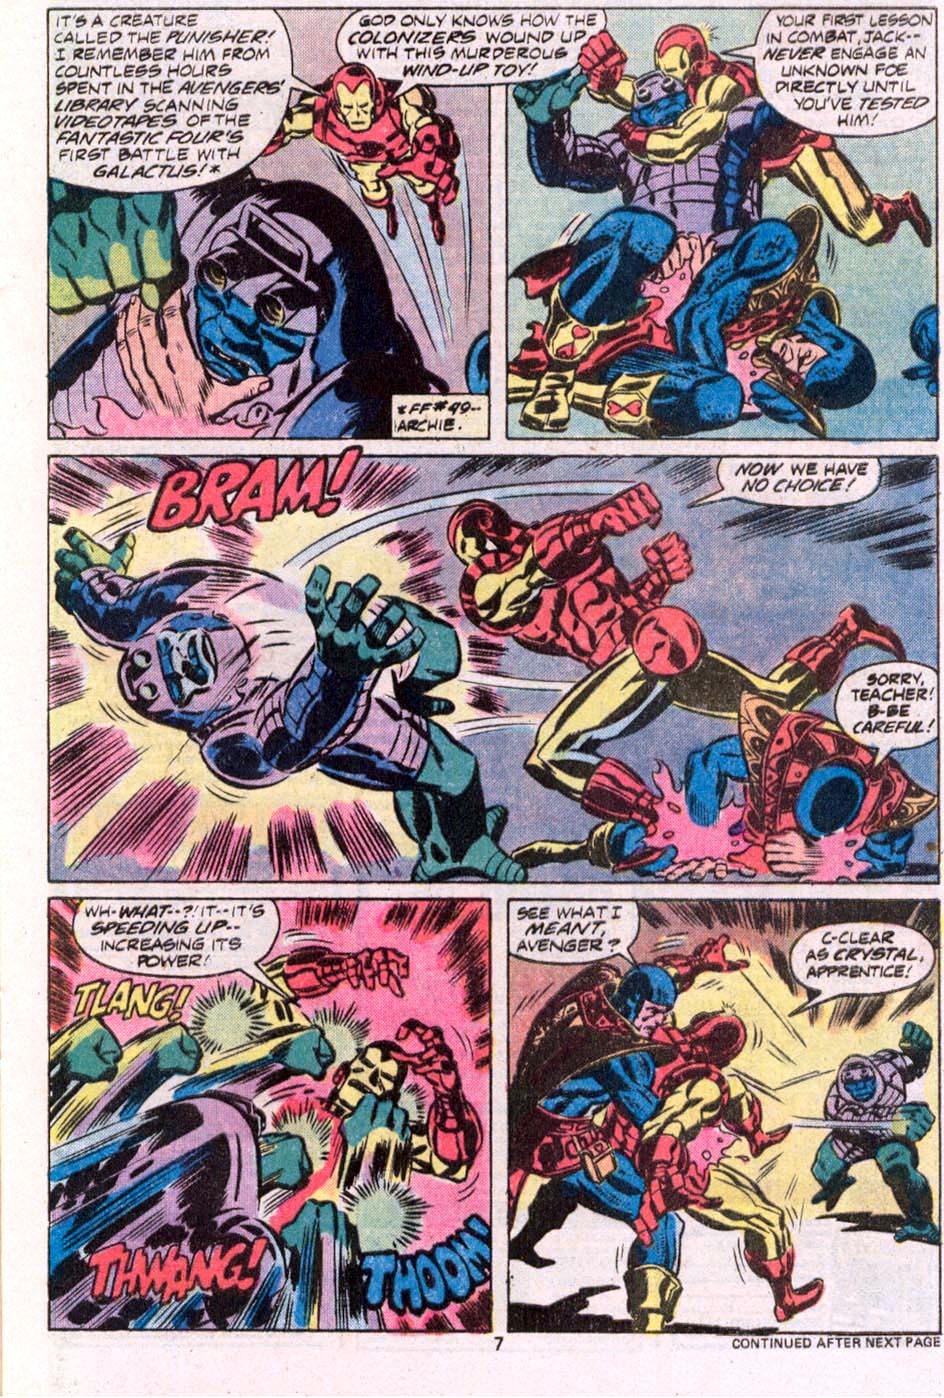 IT'S A CREATURE
CALLED THE PUNISHER!
I REMEMBER HIM FROM
COUNTLESS HOURS
SPENT IN THE AVENGERS'
LIBRARY SCANNING
VIDEOTAPES OF THE
FANTASTIC FOUR'S
FIRST BATTLE WITH
GALACTUS!*
GOD ONLY KNOWS HOW THE
COLONIZERS WOUND UP
WITH THIS MURDEROUS
WIND-UP TOY!
*FF #49--
ARCHIE.
YOUR FIRST LESSON
IN COMBAT, JACK--
NEVER ENGAGE AN
UNKNOWN FOE
DIRECTLY UNTIL
YOU'VE TESTED
HIM!
BRAM!
NOW WE HAVE
NO CHOICE!
SORRY,
TEACHER!
B-BE
CAREFUL!
WH-WHAT--?! IT--IT'S
SPEEDING UP--
INCREASING ITS
POWER!
TLANG!
THWANG!
THOOM!
SEE WHAT I
MEANT,
AVENGER?
C-CLEAR
AS CRYSTAL,
APPRENTICE!
7
CONTINUED AFTER NEXT PAGE